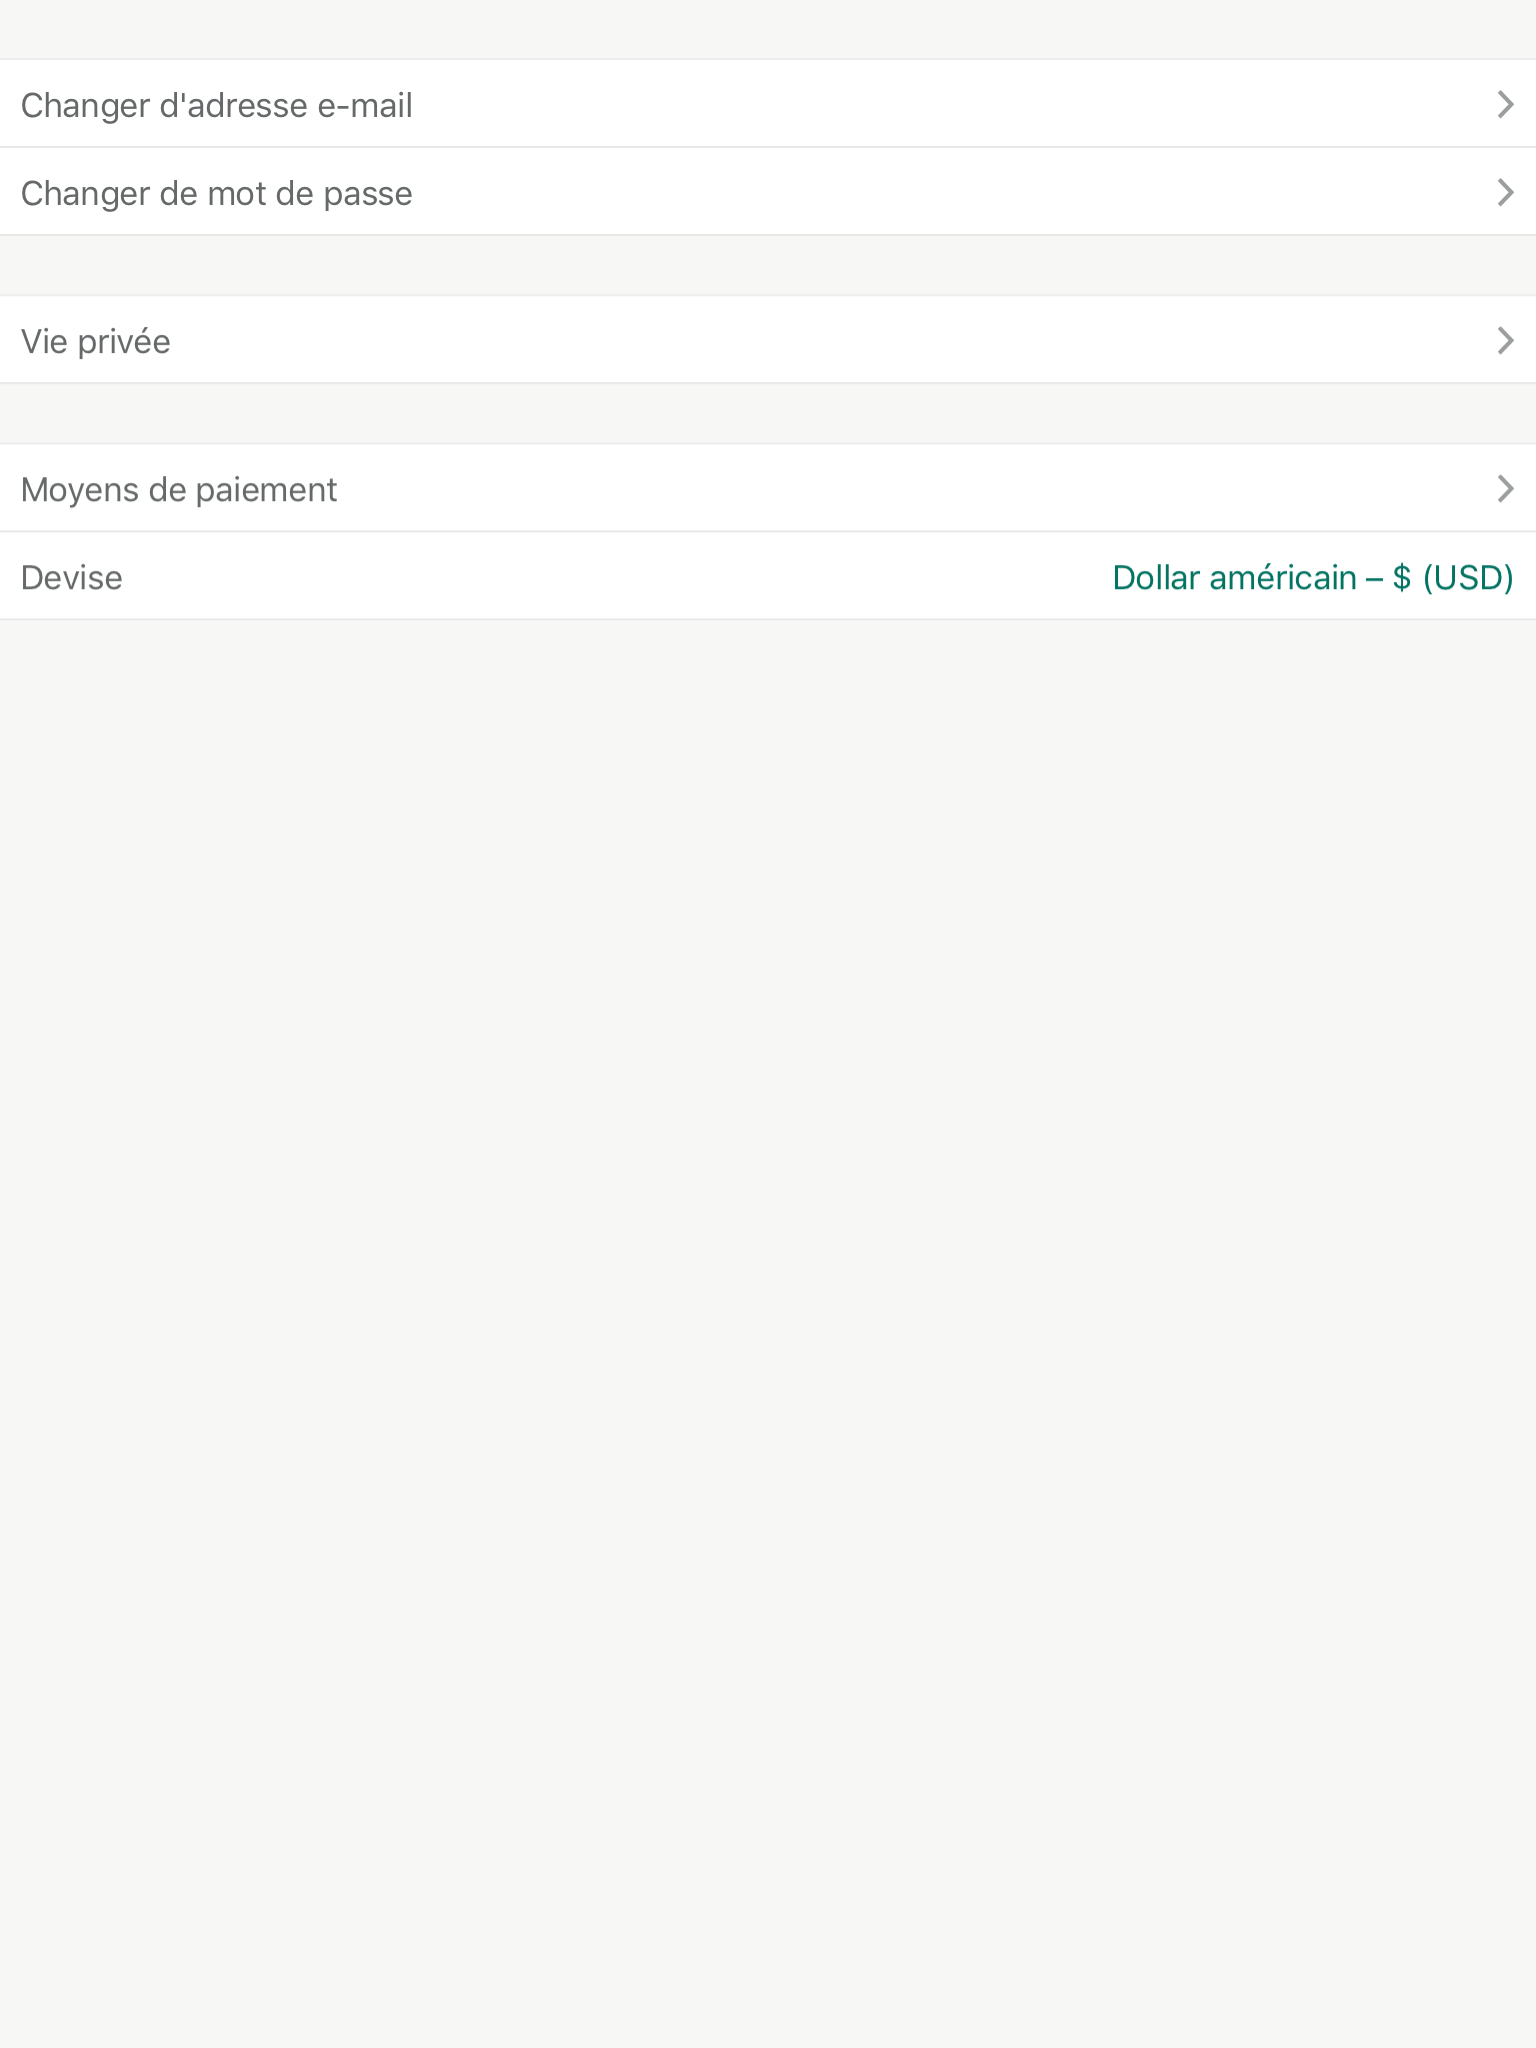 Changer d'adresse e-mail
Changer de mot de passe
Vie privée
Moyens de paiement
Devise Dollar américain – $ (USD)